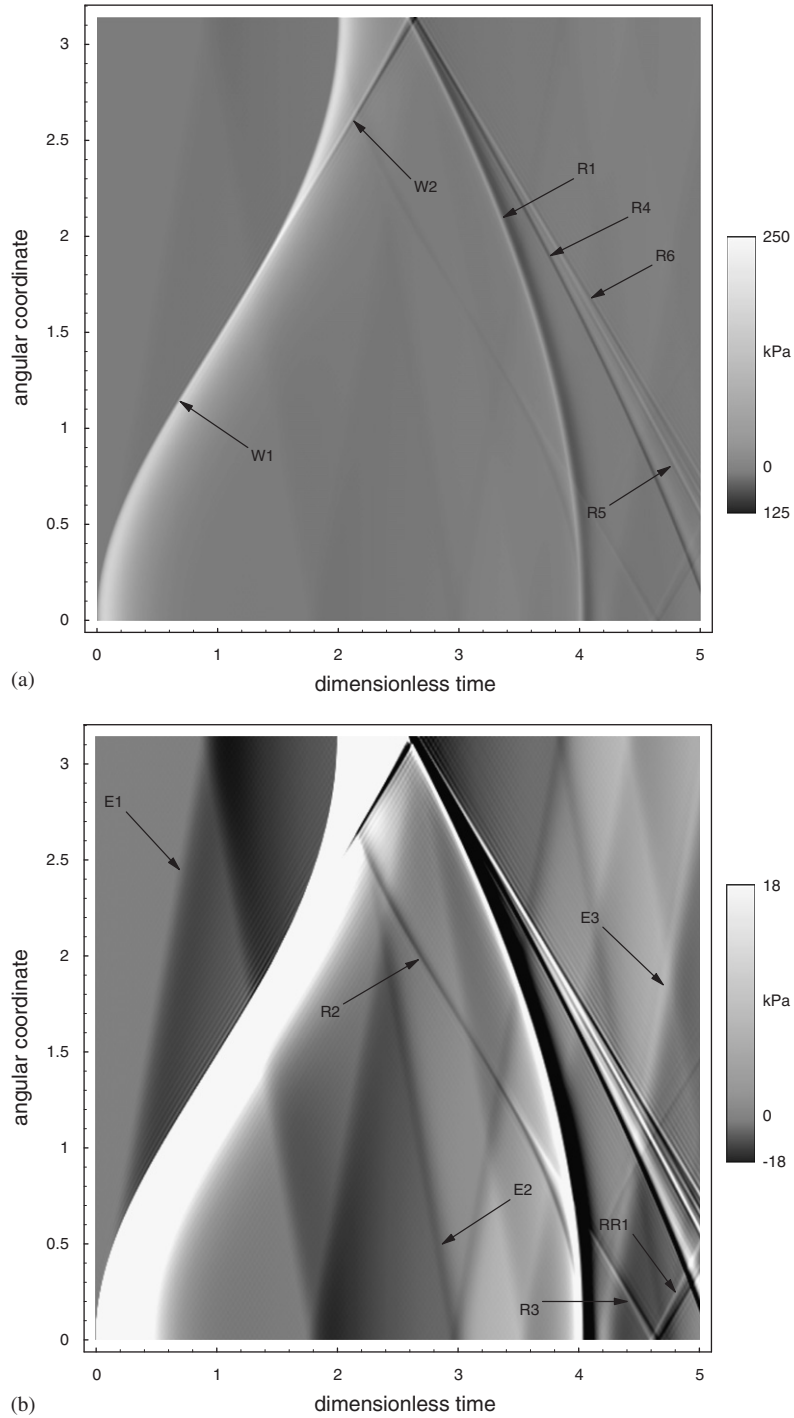 3
2.5
2
1.5
1
0.5
0
angular coordinate
0 1 2 3 4 5
dimensionless time
W1
W2
R1
R4
R6
R5
250
kPa
0
125
(a)
3
2.5
2
1.5
1
0.5
0
angular coordinate
0 1 2 3 4 5
dimensionless time
E1
R2
E3
E2
RR1
R3
18
kPa
0
-18
(b)